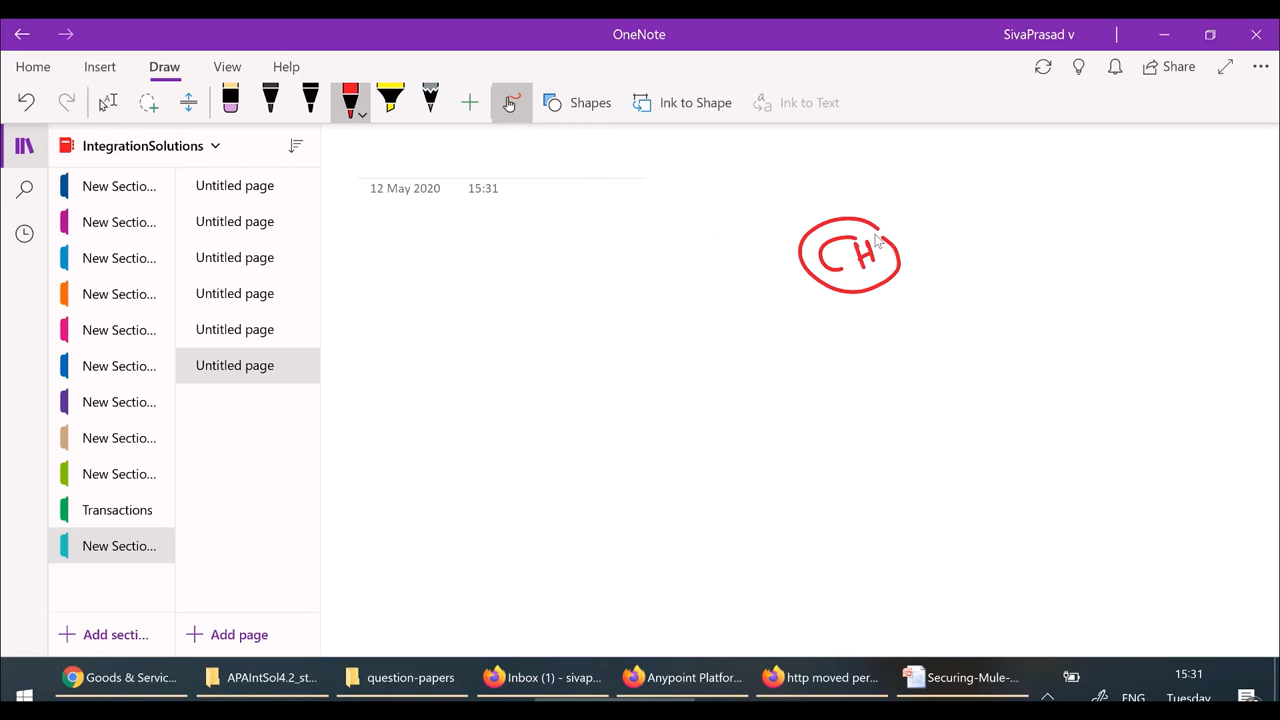 OneNote
SivaPrasad v
Home Insert Draw View Help
Share
Shapes
Ink to Shape
Ink to Text
IntegrationSolutions
New Sectio...
New Sectio...
New Sectio...
New Sectio...
New Sectio...
New Sectio...
New Sectio...
New Sectio...
New Sectio...
Transactions
New Sectio...
Add secti...
Untitled page
Untitled page
Untitled page
Untitled page
Untitled page
Untitled page
Add page
12 May 2020 15:31
CH
Goods & Servic...
APAIntSol4.2_st...
question-papers
Inbox (1) - sivap...
Anypoint Platfor...
http moved per...
Securing-Mule-...
ENG
15:31
Tuesday